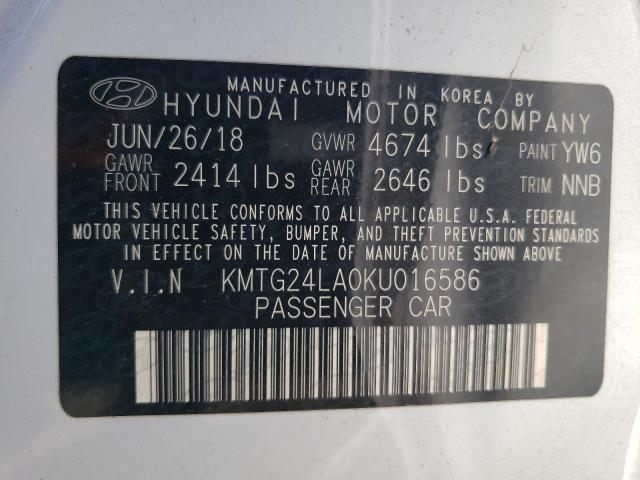 MANUFACTURED IN KOREA BY
HYUNDAI MOTOR COMPANY
JUN/26/18 GVWR 4674 lbs PAINT YW6
GAWR FRONT 2414 lbs GAWR REAR 2646 lbs TRIM NNB
THIS VEHICLE CONFORMS TO ALL APPLICABLE U.S.A. FEDERAL
MOTOR VEHICLE SAFETY, BUMPER, AND THEFT PREVENTION
STANDARDS IN EFFECT ON THE DATE OF MANUFACTURE SHOWN ABOVE.
V.I.N KMTG24LA0KU016586
PASSENGER CAR